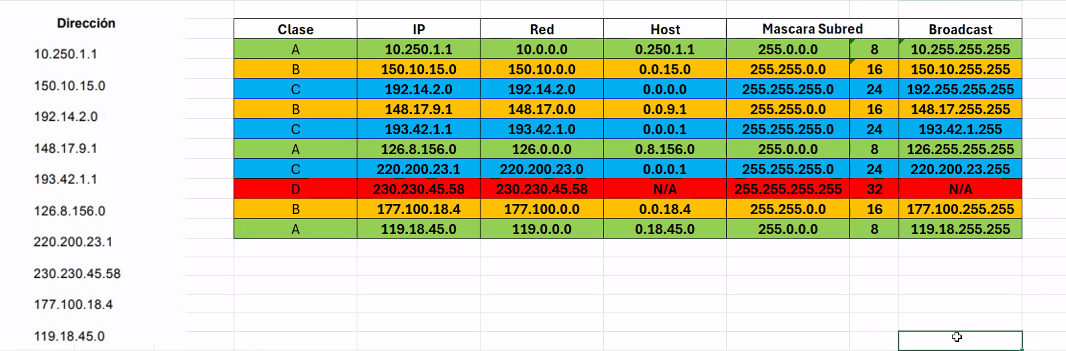 Dirección
10.250.1.1
150.10.15.0
192.14.2.0
148.17.9.1
193.42.1.1
126.8.156.0
220.200.23.1
230.230.45.58
177.100.18.4
119.18.45.0
Clase IP Red Host Mascara Subred Broadcast
A 10.250.1.1 10.0.0.0 0.250.1.1 255.0.0.0 8 10.255.255.255
B 150.10.15.0 150.10.0.0 0.0.15.0 255.255.0.0 16 150.10.255.255
C 192.14.2.0 192.14.2.0 0.0.0.0 255.255.255.0 24 192.255.255.255
B 148.17.9.1 148.17.0.0 0.0.9.1 255.255.0.0 16 148.17.255.255
C 193.42.1.1 193.42.1.0 0.0.0.1 255.255.255.0 24 193.42.1.255
A 126.8.156.0 126.0.0.0 0.8.156.0 255.0.0.0 8 126.255.255.255
C 220.200.23.1 220.200.23.0 0.0.0.1 255.255.255.0 24 220.200.23.255
D 230.230.45.58 230.230.45.58 N/A 255.255.255.255 32 N/A
B 177.100.18.4 177.100.0.0 0.0.18.4 255.255.0.0 16 177.100.255.255
A 119.18.45.0 119.0.0.0 0.18.45.0 255.0.0.0 8 119.18.255.255